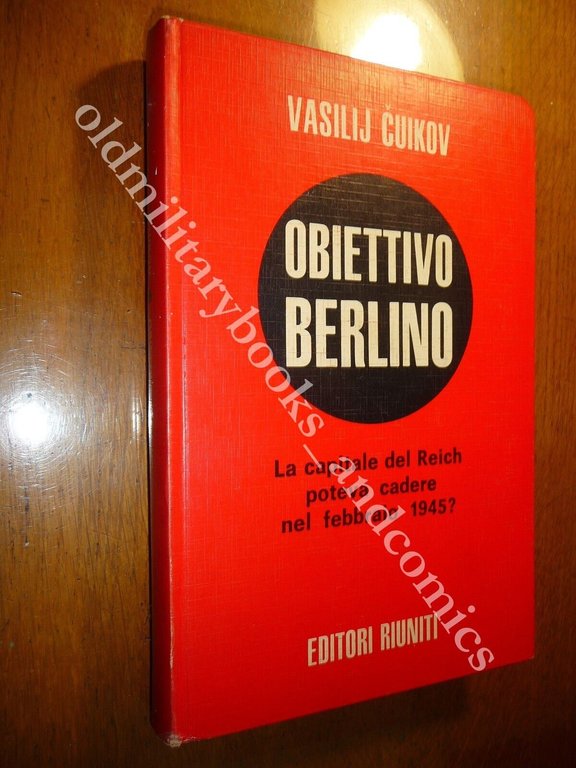 VASILIJ ČUIKOV
OBIETTIVO
BERLINO
La capitale del Reich
poteva cadere
nel febbraio 1945?
EDITORI RIUNITI
oldmilitarybooks_andcomics